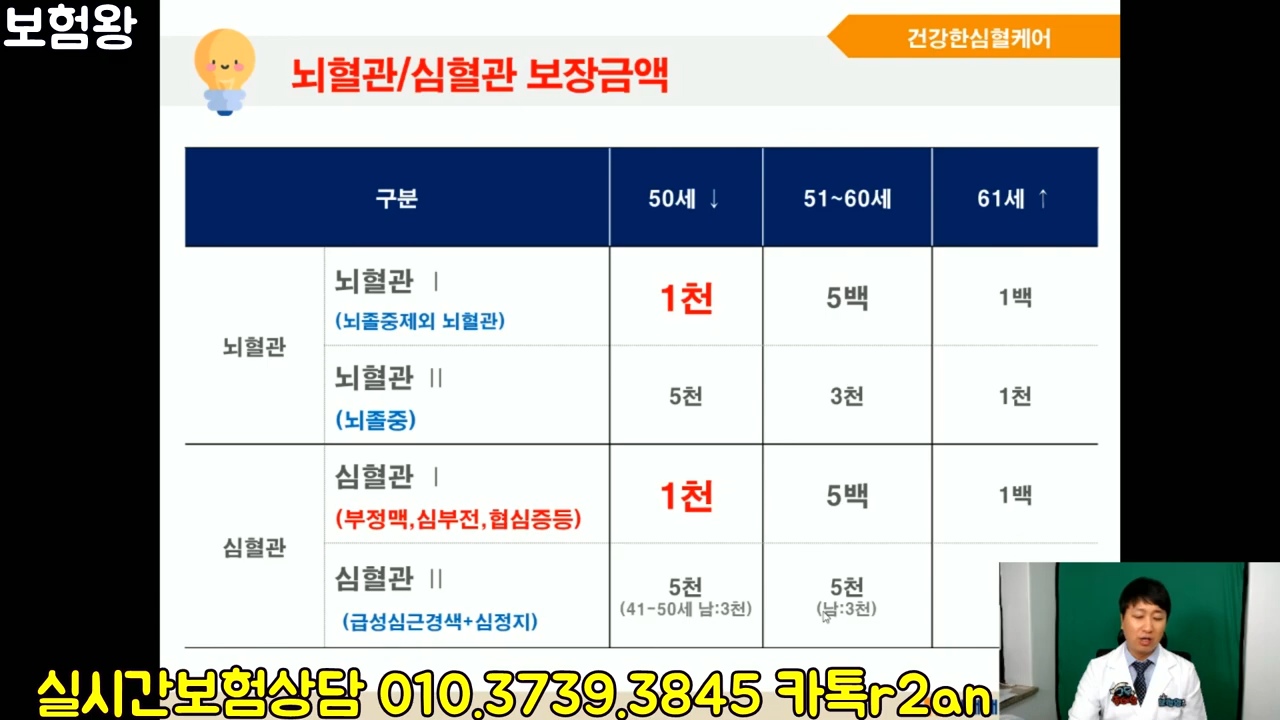 보험왕
건강한심혈케어
뇌혈관/심혈관 보장금액
구분 50세 ↓ 51~60세 61세 ↑
뇌혈관
뇌혈관 Ⅰ
(뇌졸중제외 뇌혈관)
1천 5백 1백
뇌혈관 Ⅱ
(뇌졸중)
5천 3천 1천
심혈관
심혈관 Ⅰ
(부정맥,심부전,협심증등)
1천 5백 1백
심혈관 Ⅱ
(급성심근경색+심정지)
5천
(41-50세 남:3천)
5천
(남:3천)
실시간보험상담 010.3739.3845 카톡r2an